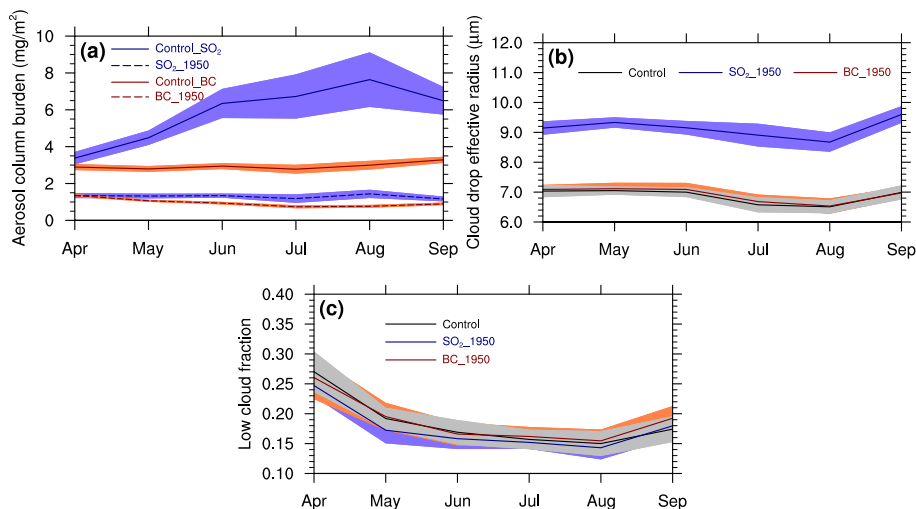 (a)
Aerosol column burden (mg/m²)
10
8
6
4
2
0
Control_SO₂
SO₂_1950
Control_BC
BC_1950
Apr May Jun Jul Aug Sep
(b)
Cloud drop effective radius (µm)
12.0
11.0
10.0
9.0
8.0
7.0
6.0
Control SO₂_1950 BC_1950
Apr May Jun Jul Aug Sep
(c)
Low cloud fraction
0.40
0.35
0.30
0.25
0.20
0.15
0.10
Control
SO₂_1950
BC_1950
Apr May Jun Jul Aug Sep